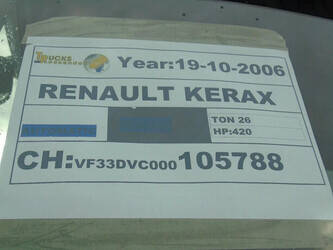 TRUCKS
Year:19-10-2006
RENAULT KERAX
TON 26
HP:420
CH:VF33DVC000105788